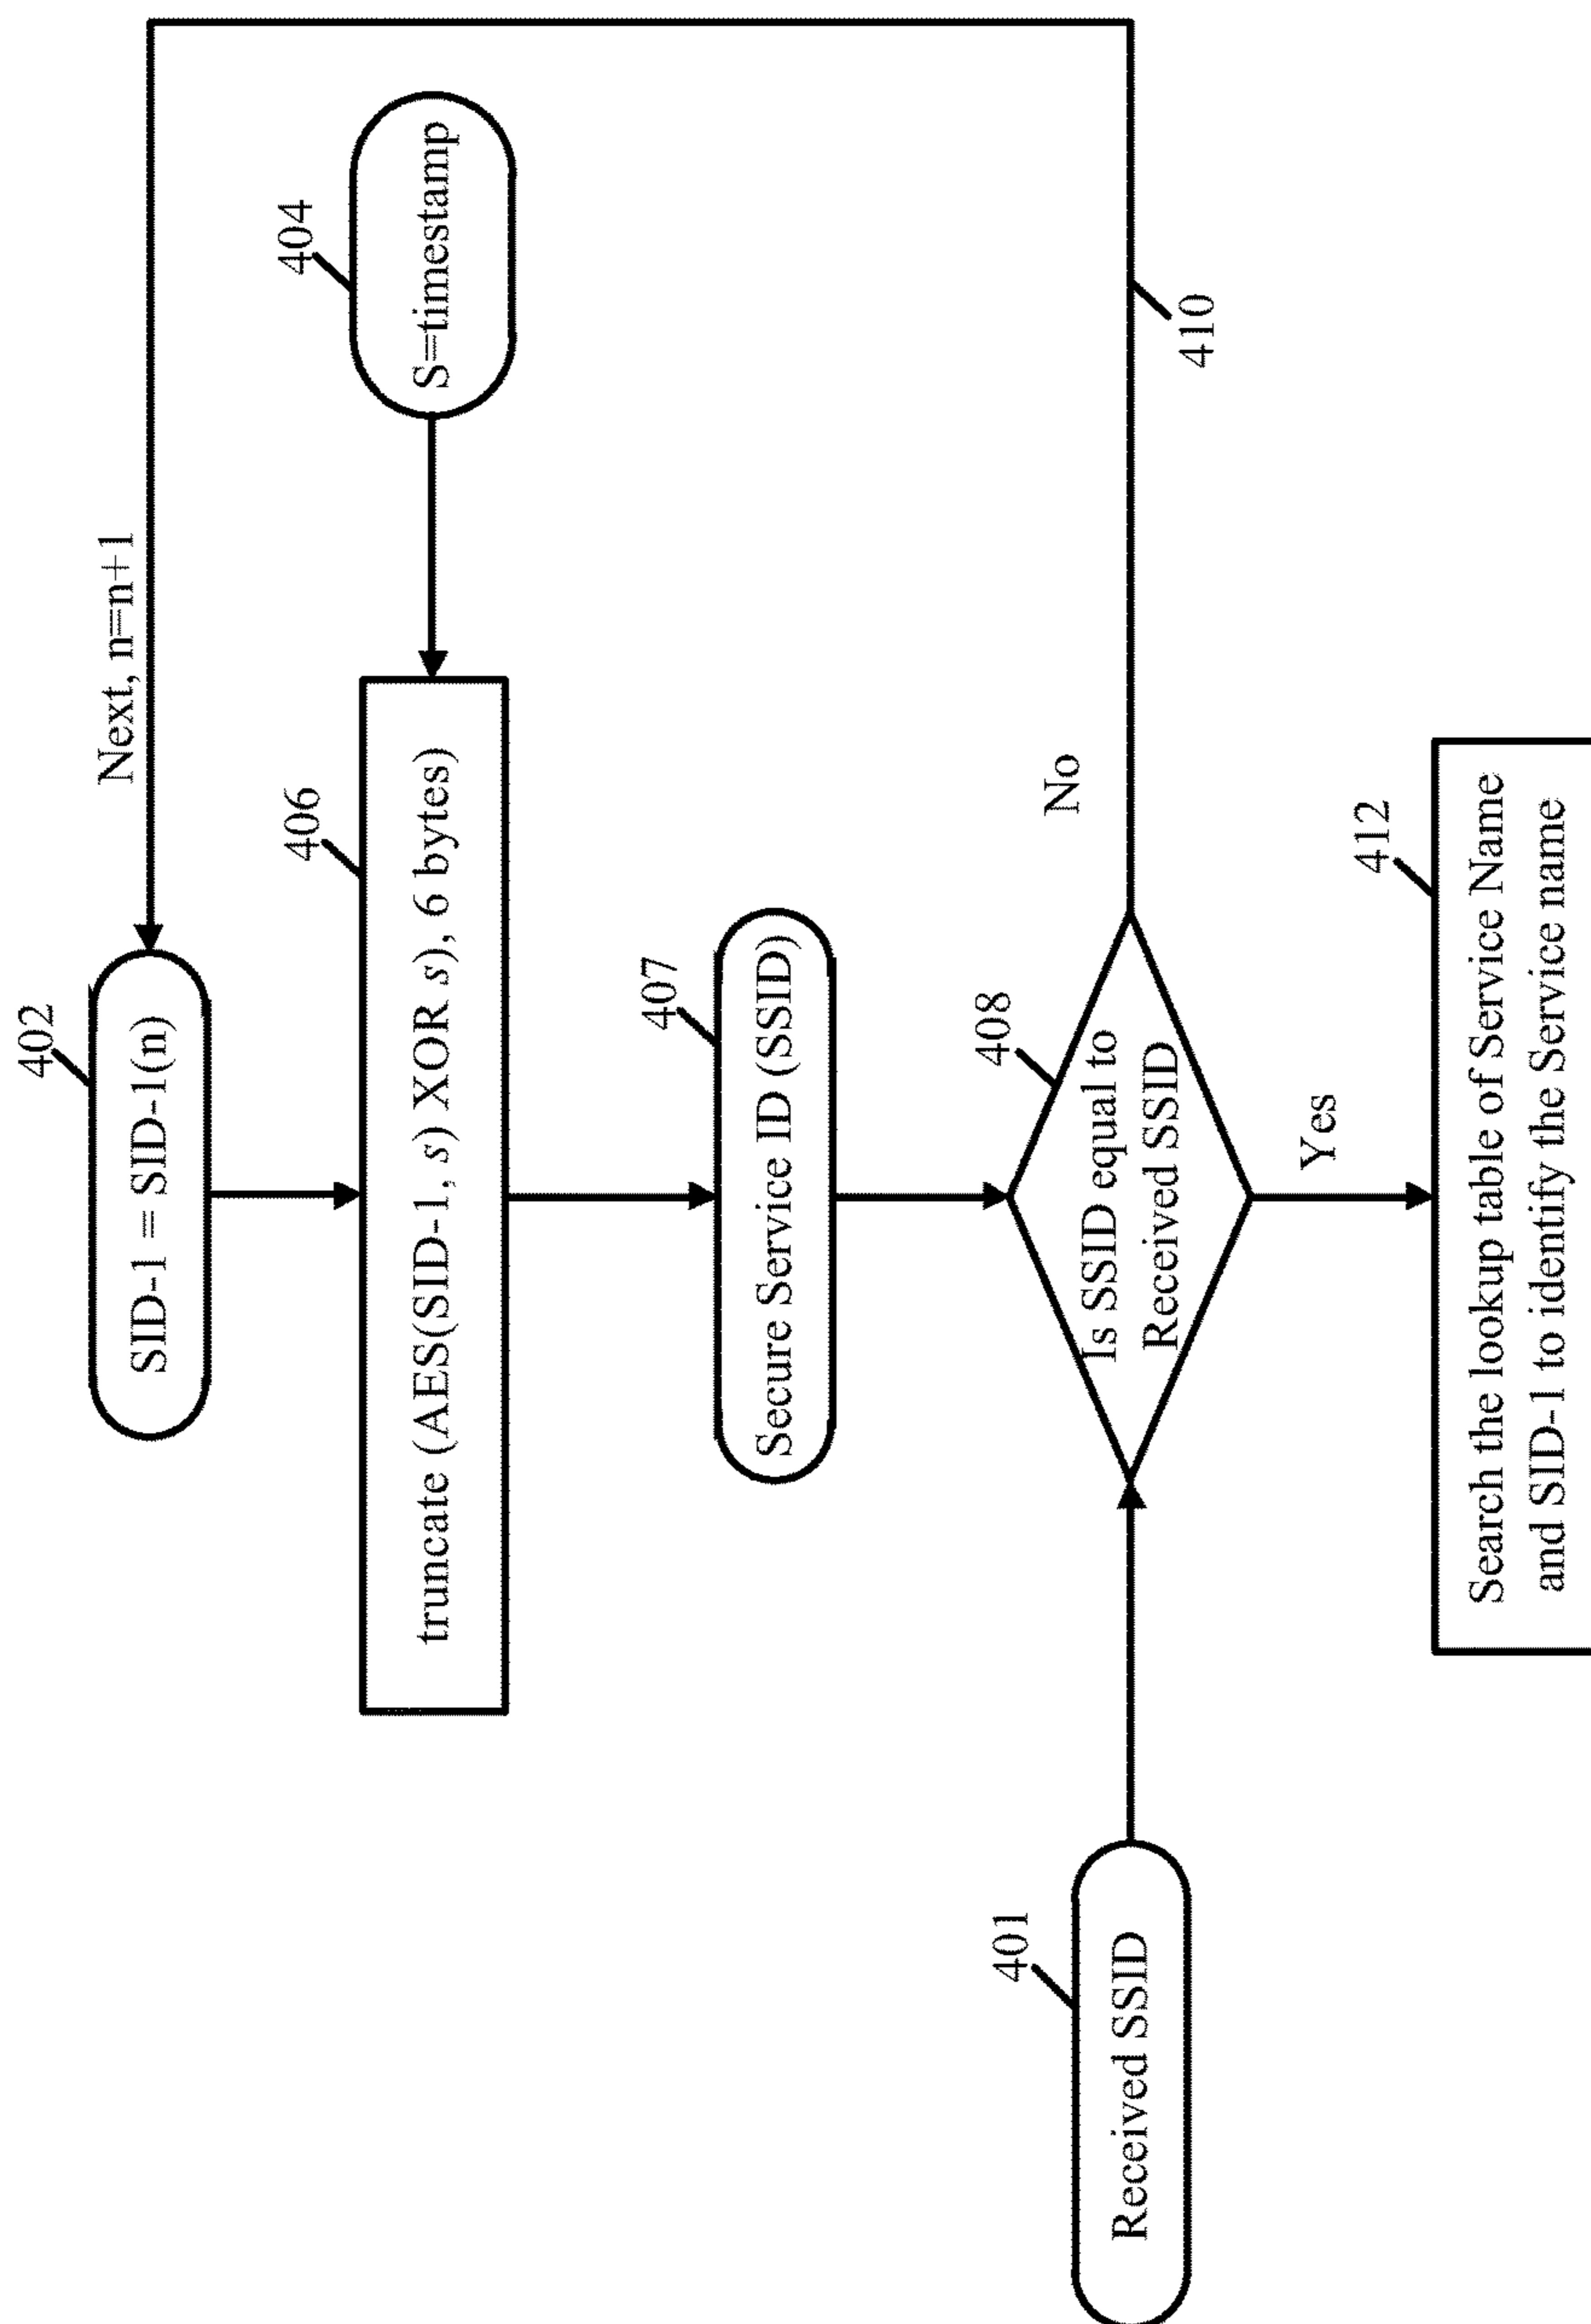 Next, n=n+1
402
SID-1 = SID-1(n)
404
S=timestamp
406
truncate (AES(SID-1, s) XOR s), 6 bytes)
407
Secure Service ID (SSID)
408
Is SSID equal to
Received SSID
No
410
401
Received SSID
Yes
412
Search the lookup table of Service Name
and SID-1 to identify the Service name